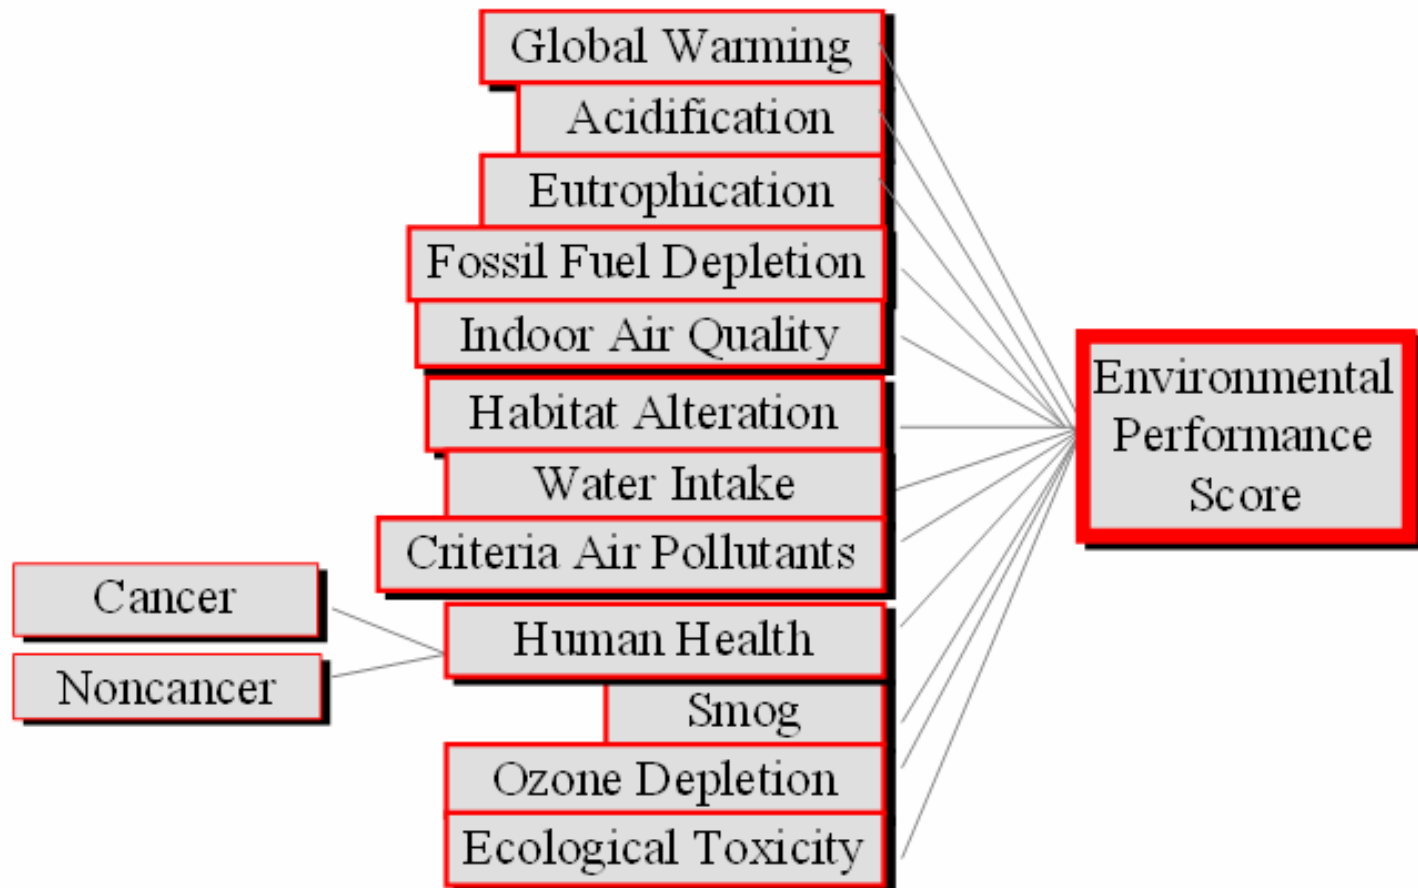 Global Warming
Acidification
Eutrophication
Fossil Fuel Depletion
Indoor Air Quality
Habitat Alteration
Water Intake
Criteria Air Pollutants
Human Health
Smog
Ozone Depletion
Ecological Toxicity
Cancer
Noncancer
Environmental
Performance
Score